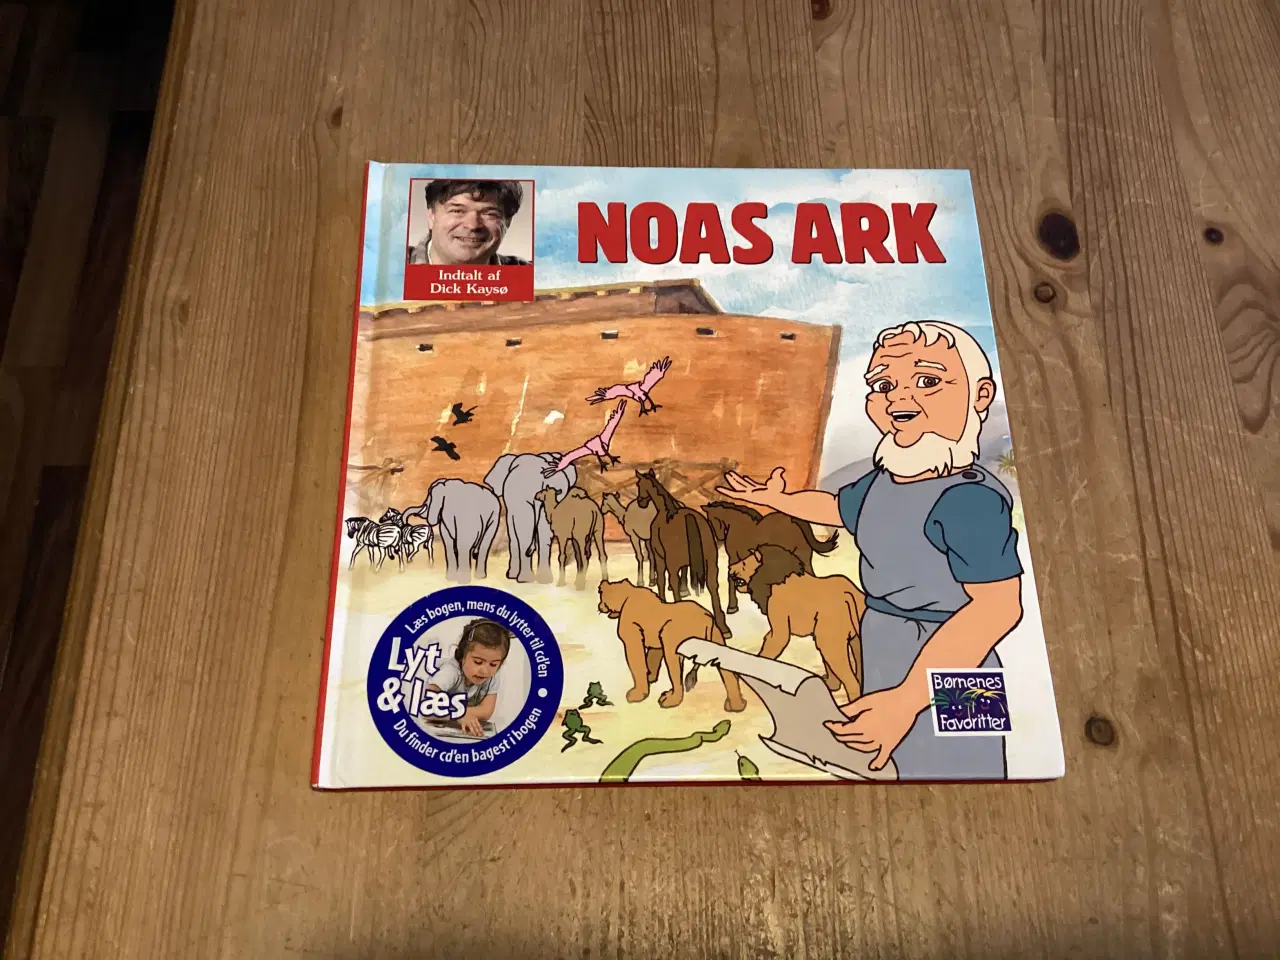 NOAS ARK
Indtalt af
Dick Kaysø
Læs bogen, mens du lytter til cd'en
Lyt
& læs
Du finder cd'en bagest i bogen
Børnenes
Favoritter